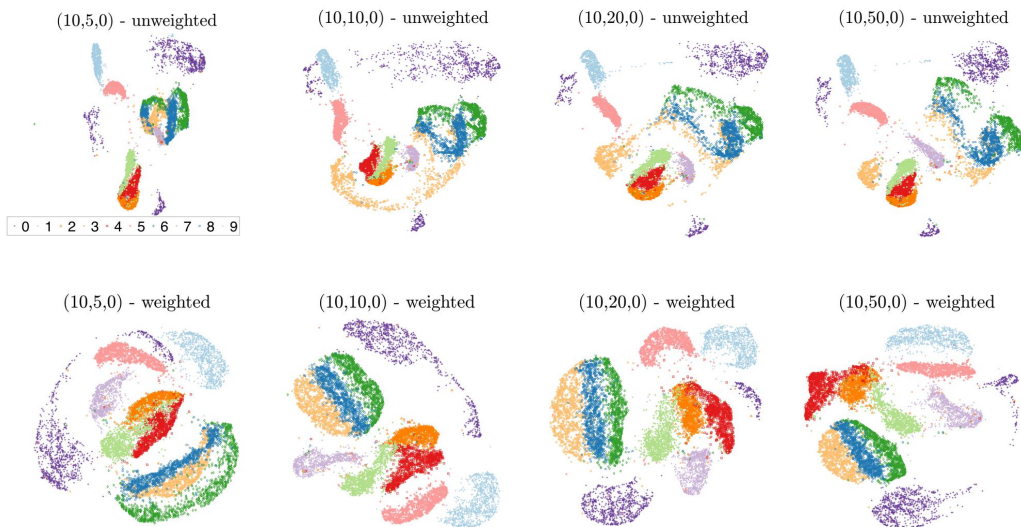 (10,5,0) - unweighted
(10,10,0) - unweighted
(10,20,0) - unweighted
(10,50,0) - unweighted
0 1 2 3 4 5 6 7 8 9
(10,5,0) - weighted
(10,10,0) - weighted
(10,20,0) - weighted
(10,50,0) - weighted